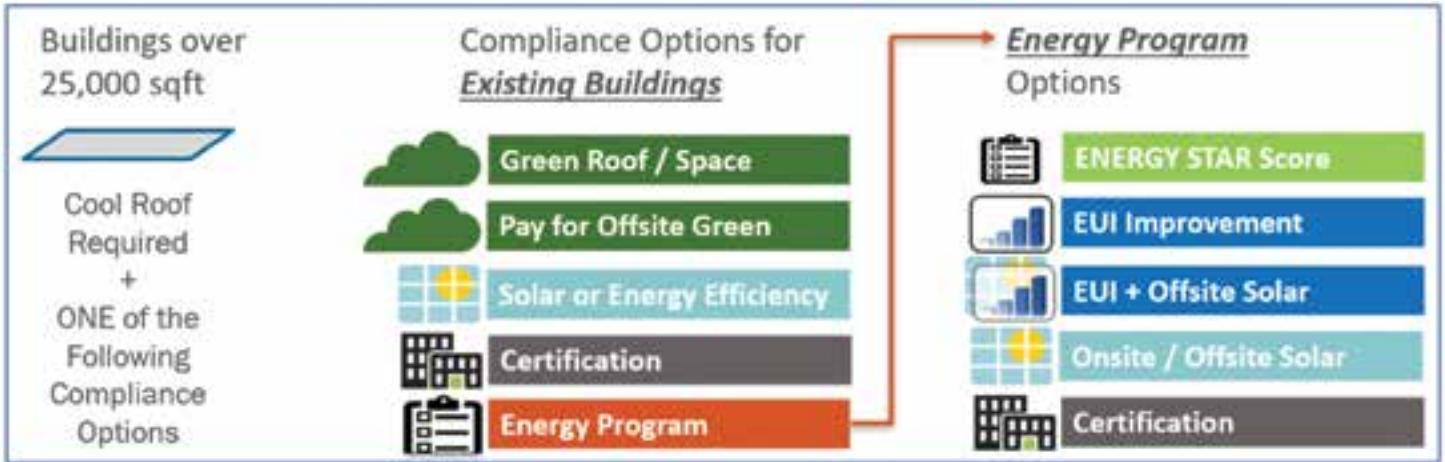 Buildings over
25,000 sqft
Cool Roof
Required
+
ONE of the
Following
Compliance
Options
Compliance Options for
Existing Buildings
Green Roof / Space
Pay for Offsite Green
Solar or Energy Efficiency
Certification
Energy Program
Energy Program
Options
ENERGY STAR Score
EUI Improvement
EUI + Offsite Solar
Onsite / Offsite Solar
Certification